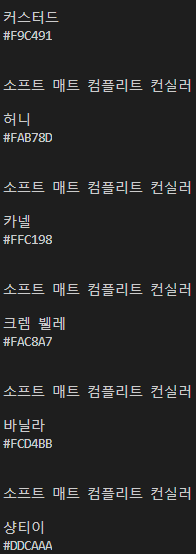 커스터드
#F9C491
소프트 매트 컴플리트 컨실러
허니
#FAB78D
소프트 매트 컴플리트 컨실러
카넬
#FFC198
소프트 매트 컴플리트 컨실러
크렘 뷀레
#FAC8A7
소프트 매트 컴플리트 컨실러
바닐라
#FCD4BB
소프트 매트 컴플리트 컨실러
샹티이
#DDCAAA